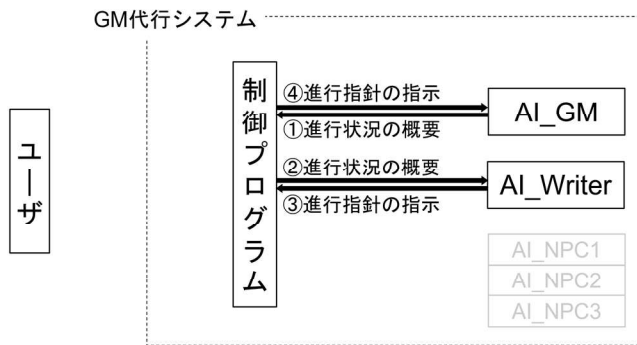 GM代行システム
ユーザ
制御プログラム
④進行指針の指示
①進行状況の概要
②進行状況の概要
③進行指針の指示
AI_GM
AI_Writer
AI_NPC1
AI_NPC2
AI_NPC3